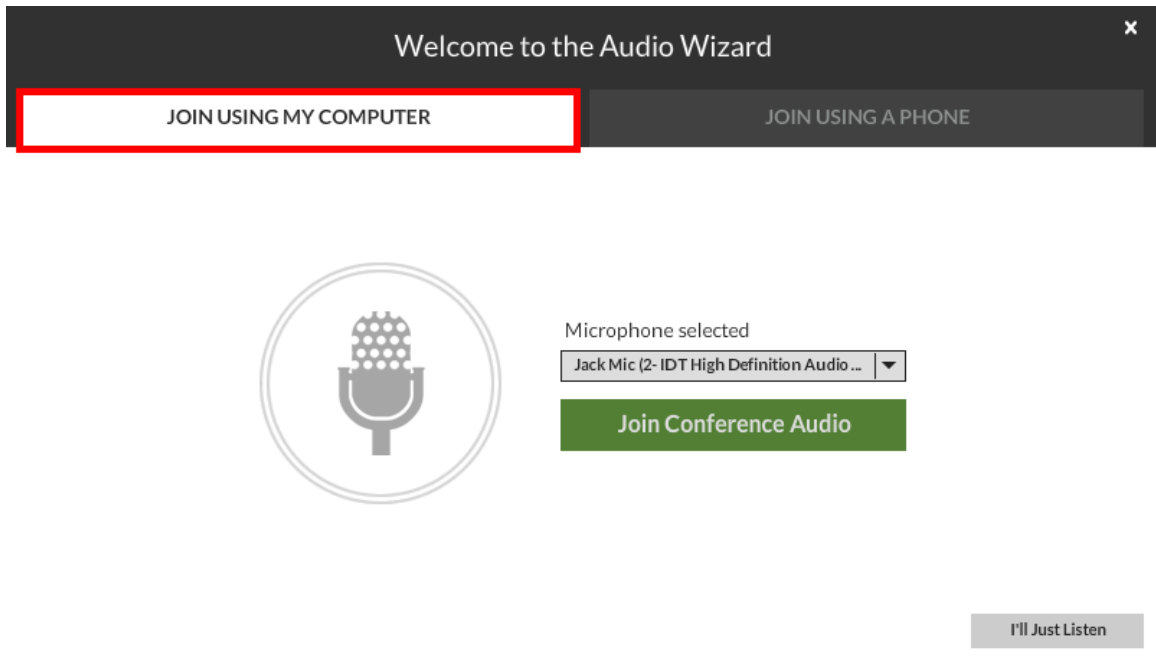 Welcome to the Audio Wizard
x
JOIN USING MY COMPUTER
JOIN USING A PHONE
Microphone selected
Jack Mic (2- IDT High Definition Audio ...
Join Conference Audio
I'll Just Listen